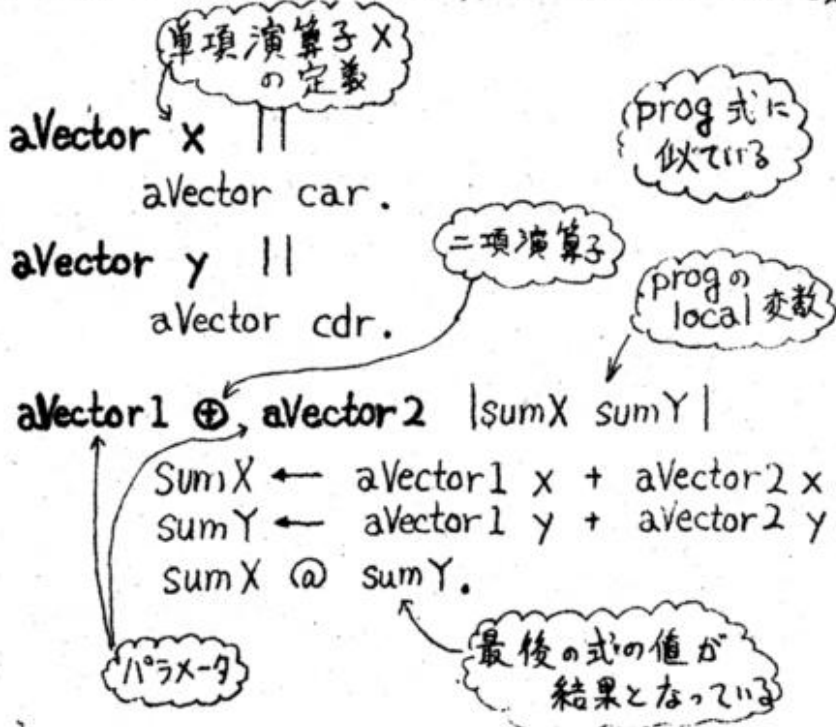 単項演算子x
の定義
aVector x ||
aVector car.
prog式に
似ている
aVector y ||
aVector cdr.
二項演算子
progの
local変数
aVector1 ⊕ aVector2 |sumX sumY|
sumX ← aVector1 x + aVector2 x
sumY ← aVector1 y + aVector2 y
sumX @ sumY.
パラメータ
最後の式の値が
結果となっている